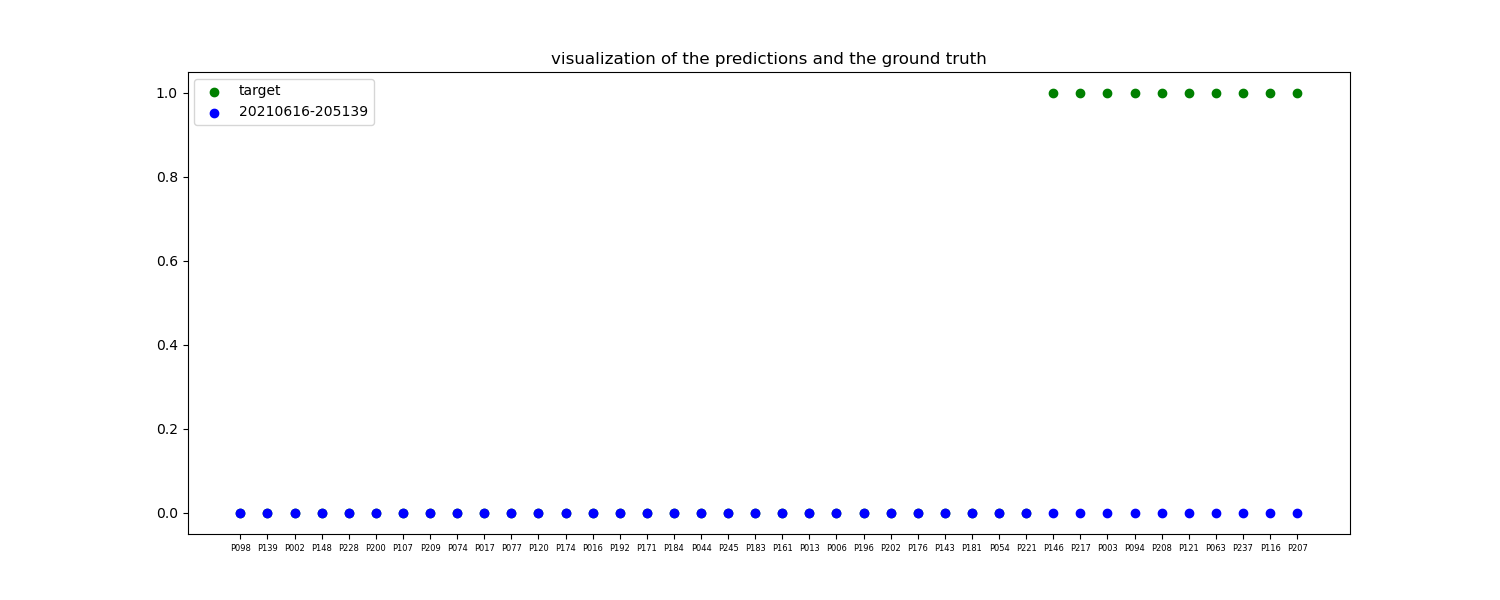 visualization of the predictions and the ground truth
target
20210616-205139
1.0
0.8
0.6
0.4
0.2
0.0
P098 P139 P002 P148 P228 P200 P107 P209 P074 P017 P077 P120 P174 P016 P192 P171 P184 P044 P245 P183 P161 P013 P006 P196 P202 P176 P143 P181 P054 P221 P146 P217 P003 P094 P208 P121 P063 P237 P116 P207